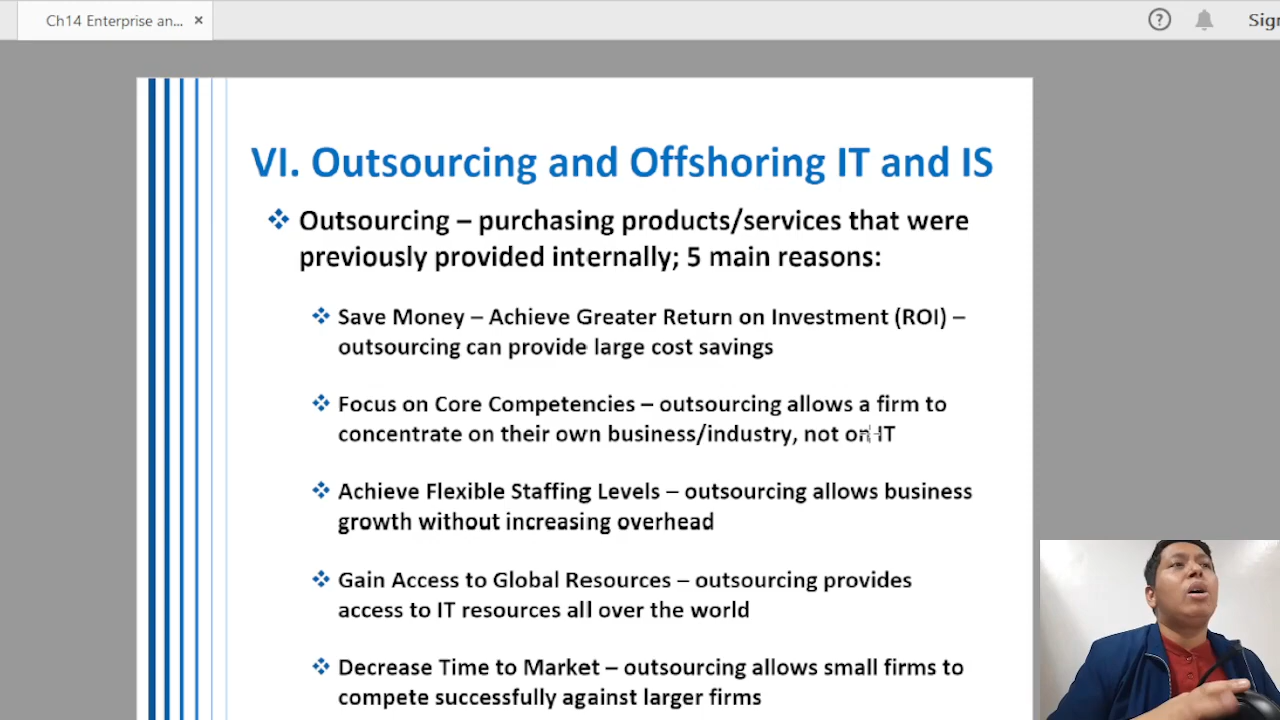 Ch14 Enterprise an... ×
?
Sig
VI. Outsourcing and Offshoring IT and IS
❖ Outsourcing – purchasing products/services that were
previously provided internally; 5 main reasons:
❖ Save Money – Achieve Greater Return on Investment (ROI) –
outsourcing can provide large cost savings
❖ Focus on Core Competencies – outsourcing allows a firm to
concentrate on their own business/industry, not on IT
❖ Achieve Flexible Staffing Levels – outsourcing allows business
growth without increasing overhead
❖ Gain Access to Global Resources – outsourcing provides
access to IT resources all over the world
❖ Decrease Time to Market – outsourcing allows small firms to
compete successfully against larger firms